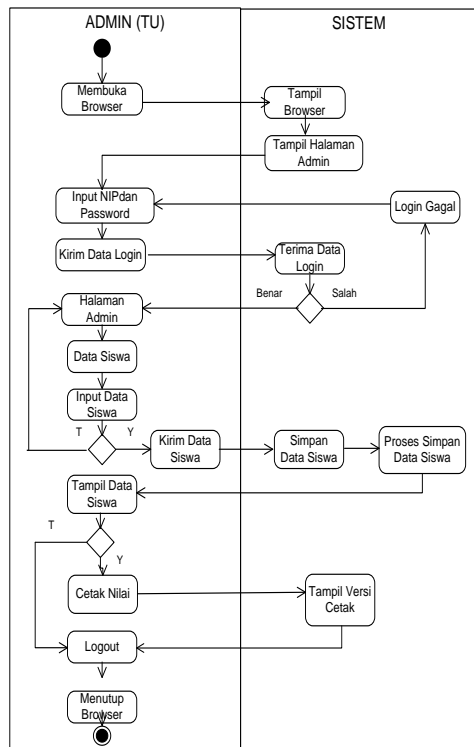 ADMIN (TU)
SISTEM
Membuka
Browser
Tampil
Browser
Tampil Halaman
Admin
Input NIPdan
Password
Login Gagal
Kirim Data Login
Terima Data
Login
Benar
Salah
Halaman
Admin
Data Siswa
Input Data
Siswa
T
Y
Kirim Data
Siswa
Simpan
Data Siswa
Proses Simpan
Data Siswa
Tampil Data
Siswa
T
Y
Cetak Nilai
Tampil Versi
Cetak
Logout
Menutup
Browser